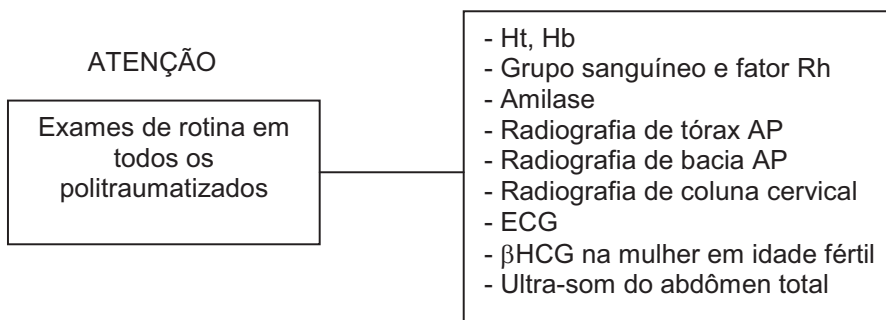 ATENÇÃO
Exames de rotina em
todos os
politraumatizados
- Ht, Hb
- Grupo sanguíneo e fator Rh
- Amilase
- Radiografia de tórax AP
- Radiografia de bacia AP
- Radiografia de coluna cervical
- ECG
- βHCG na mulher em idade fértil
- Ultra-som do abdômen total